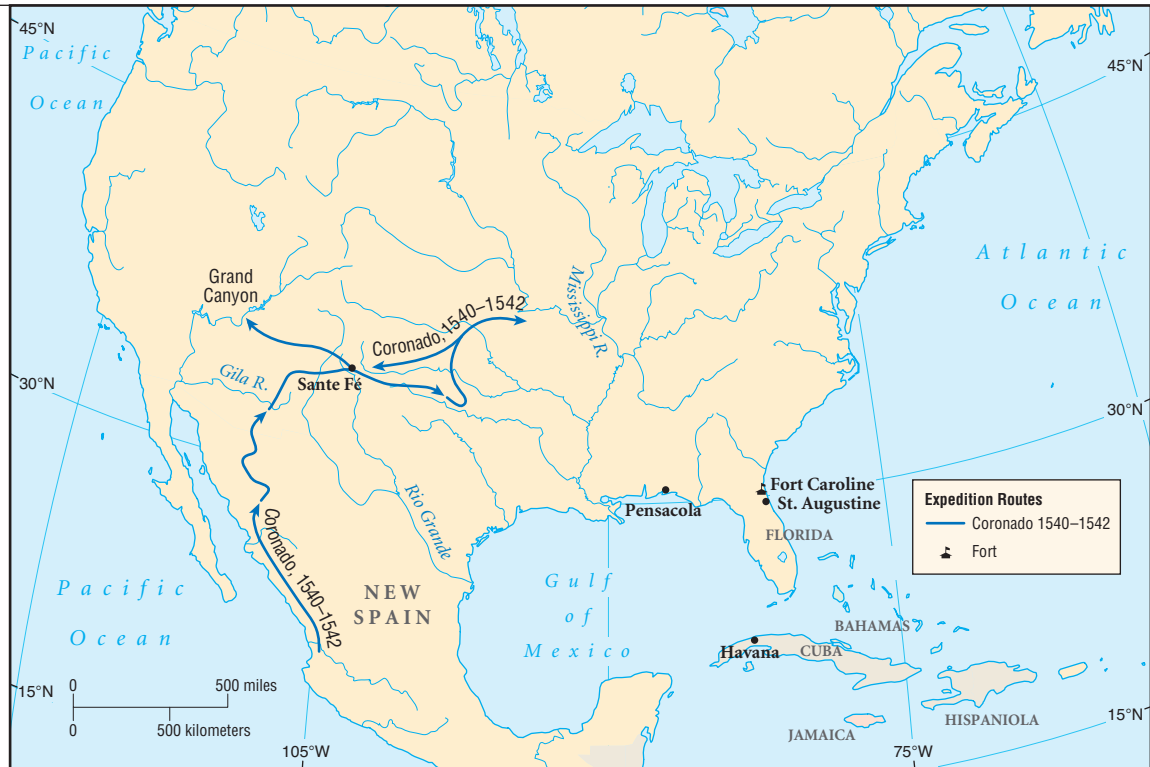 45°N
Pacific
Ocean
45°N
Atlantic
Ocean
Grand
Canyon
Mississippi R.
Coronado, 1540–1542
Gila R.
Sante Fé
30°N
30°N
Fort Caroline
St. Augustine
Pensacola
FLORIDA
Expedition Routes
Coronado 1540–1542
Fort
Rio Grande
Coronado, 1540–1542
NEW
SPAIN
Gulf
of
Mexico
Pacific
Ocean
BAHAMAS
Havana
CUBA
HISPANIOLA
JAMAICA
0 500 miles
0 500 kilometers
15°N
15°N
105°W
75°W